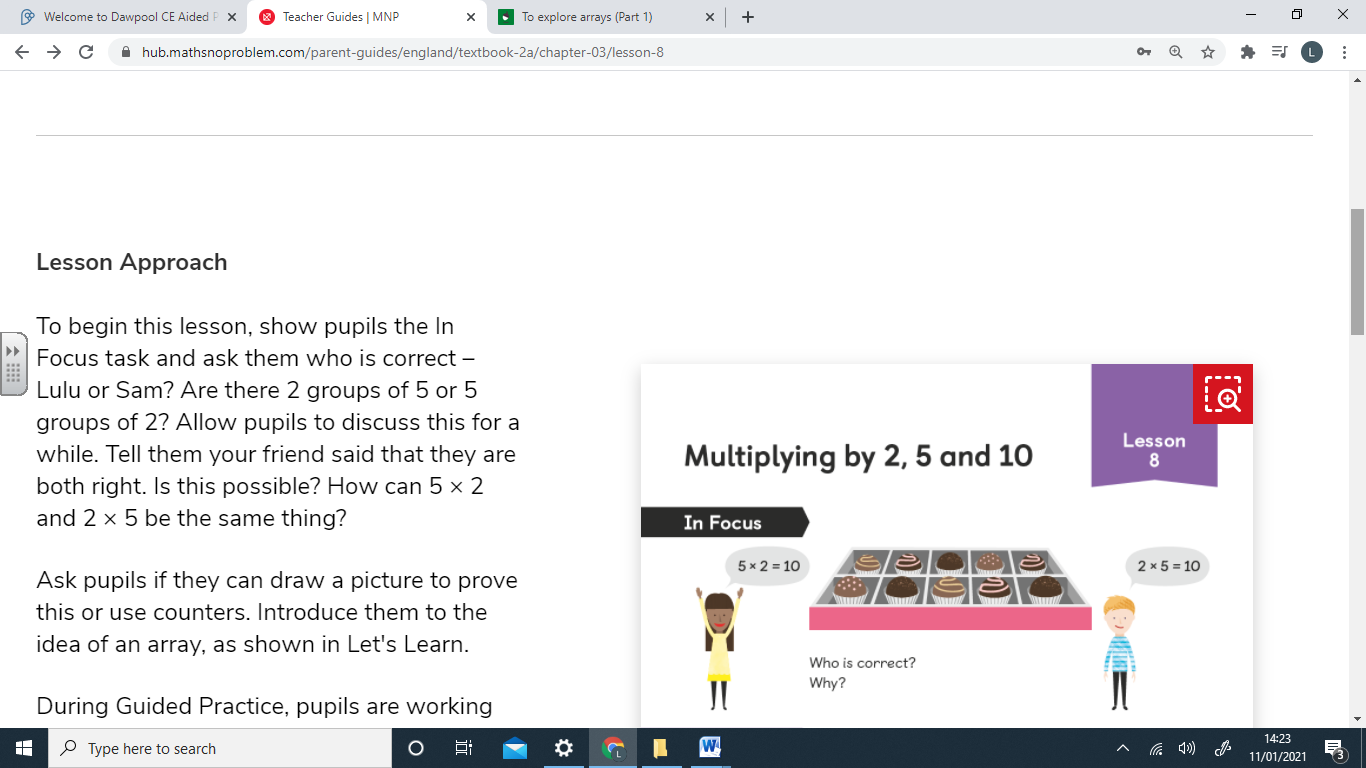 Welcome to Dawpool CE Aided P
Teacher Guides | MNP
To explore arrays (Part 1)
hub.mathsnoproblem.com/parent-guides/england/textbook-2a/chapter-03/lesson-8
L
Lesson Approach
To begin this lesson, show pupils the In
Focus task and ask them who is correct –
Lulu or Sam? Are there 2 groups of 5 or 5
groups of 2? Allow pupils to discuss this for a
while. Tell them your friend said that they are
both right. Is this possible? How can 5 × 2
and 2 × 5 be the same thing?
Ask pupils if they can draw a picture to prove
this or use counters. Introduce them to the
idea of an array, as shown in Let's Learn.
During Guided Practice, pupils are working
Lesson
8
Multiplying by 2, 5 and 10
In Focus
5 × 2 = 10
2 × 5 = 10
Who is correct?
Why?
Type here to search
L
W
14:23
11/01/2021
3